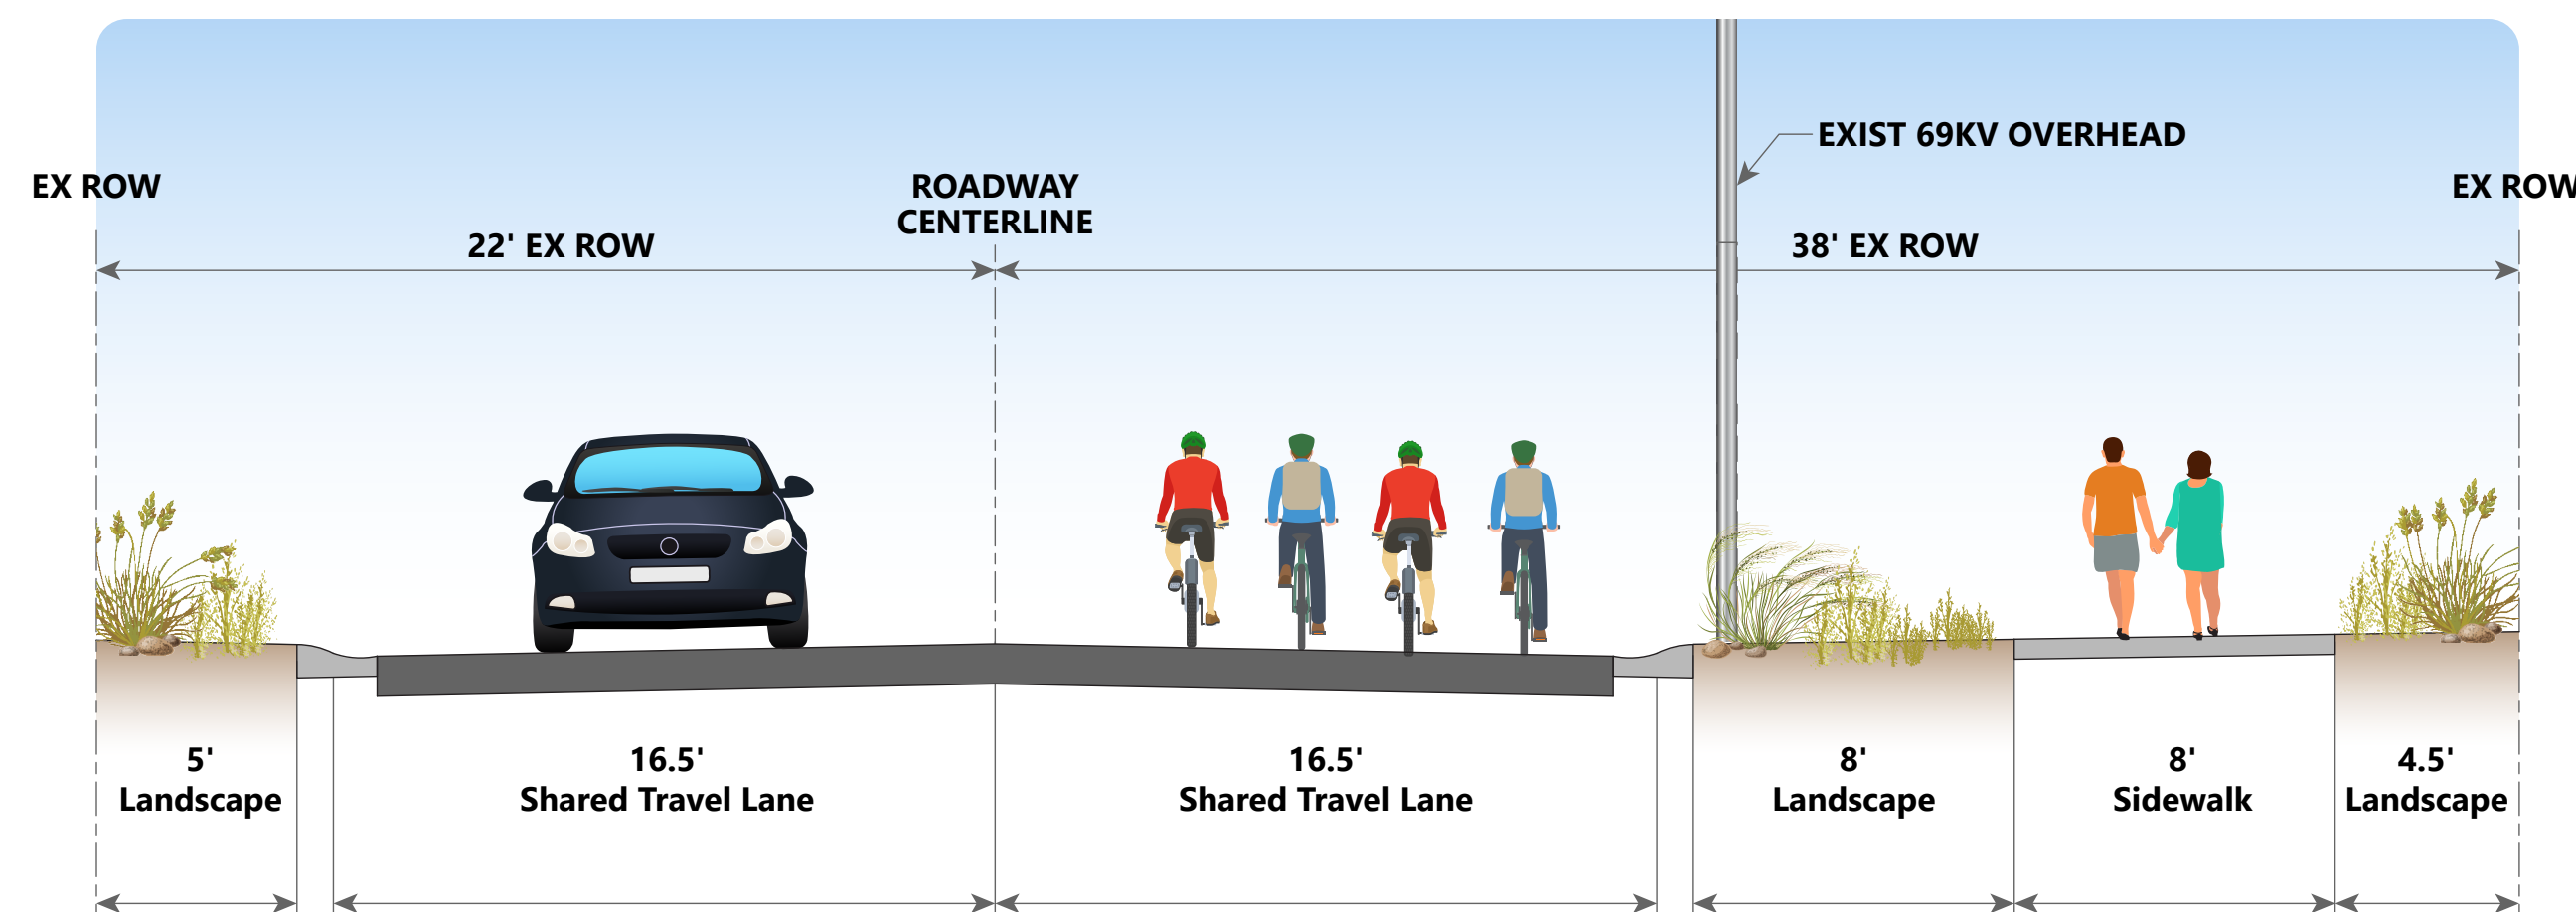 EXIST 69KV OVERHEAD
EX ROW
ROADWAY
CENTERLINE
EX ROW
22' EX ROW
38' EX ROW
5'
Landscape
16.5'
Shared Travel Lane
16.5'
Shared Travel Lane
8'
Landscape
8'
Sidewalk
4.5'
Landscape